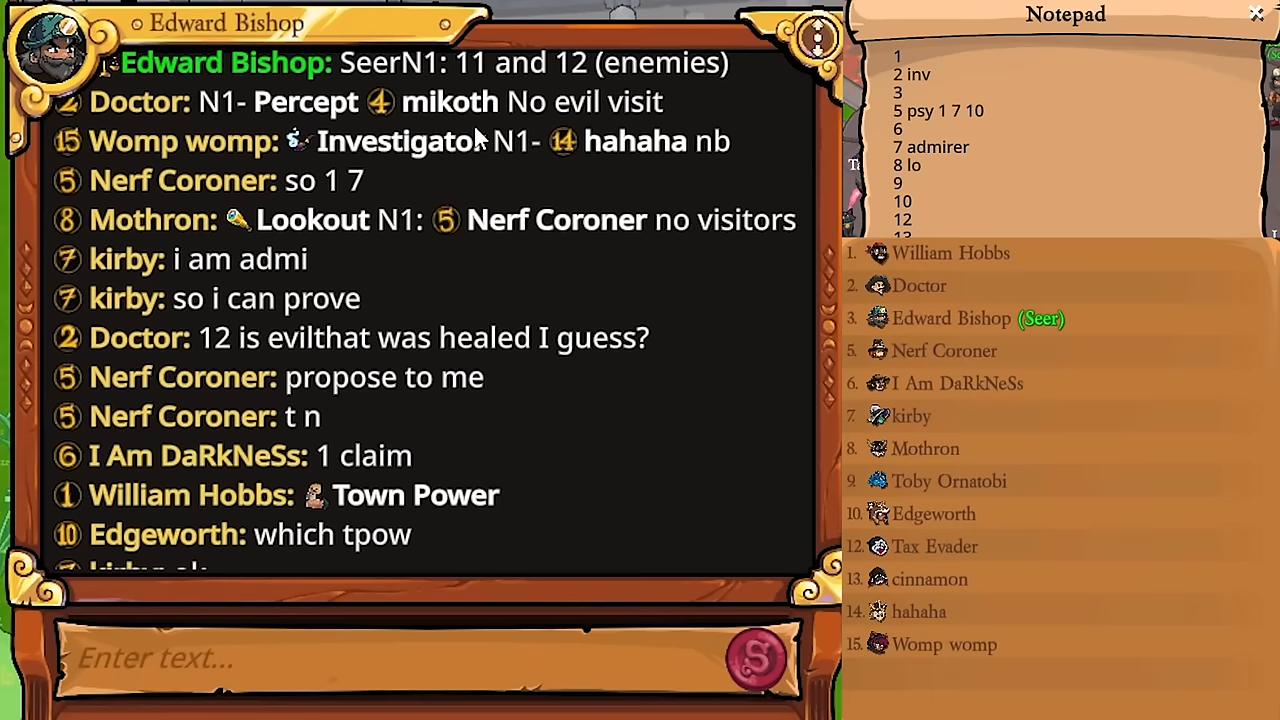 Edward Bishop
Edward Bishop: SeerN1: 11 and 12 (enemies)
2 Doctor: N1- Percept 4 mikoth No evil visit
15 Womp womp: Investigator N1- 14 hahaha nb
5 Nerf Coroner: so 1 7
8 Mothron: Lookout N1: 5 Nerf Coroner no visitors
7 kirby: i am admi
7 kirby: so i can prove
2 Doctor: 12 is evilthat was healed I guess?
5 Nerf Coroner: propose to me
5 Nerf Coroner: t n
6 I Am DaRkNeSs: 1 claim
1 William Hobbs: Town Power
10 Edgeworth: which tpow
7 kirby: ok
Enter text...
S
Notepad
1
2 inv
3
5 psy 1 7 10
6
7 admirer
8 lo
9
10
12
13
1. William Hobbs
2. Doctor
3. Edward Bishop (Seer)
5. Nerf Coroner
6. I Am DaRkNeSs
7. kirby
8. Mothron
9. Toby Ornatobi
10. Edgeworth
12. Tax Evader
13. cinnamon
14. hahaha
15. Womp womp